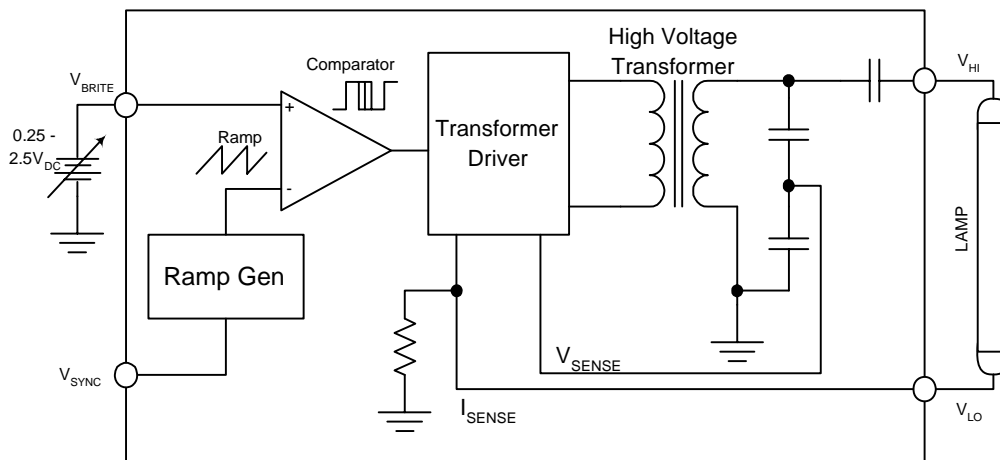 High Voltage
Transformer
V_HI
Comparator
V_BRITE
+
Transformer
Driver
0.25 -
2.5V_DC
Ramp
-
LAMP
Ramp Gen
V_SENSE
V_SYNC
I_SENSE
V_LO